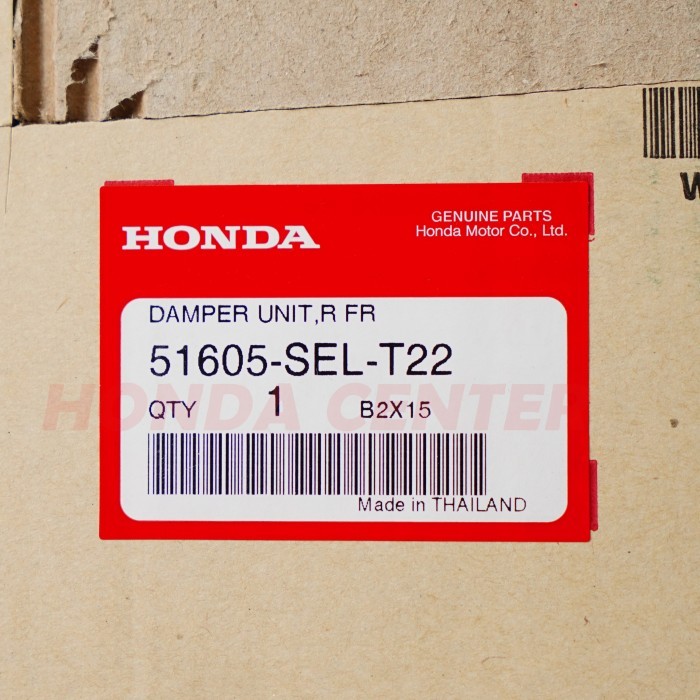 W
HONDA
GENUINE PARTS
Honda Motor Co., Ltd.
DAMPER UNIT,R FR
51605-SEL-T22
HONDA CENTER
QTY 1 B2X15
Made in THAILAND